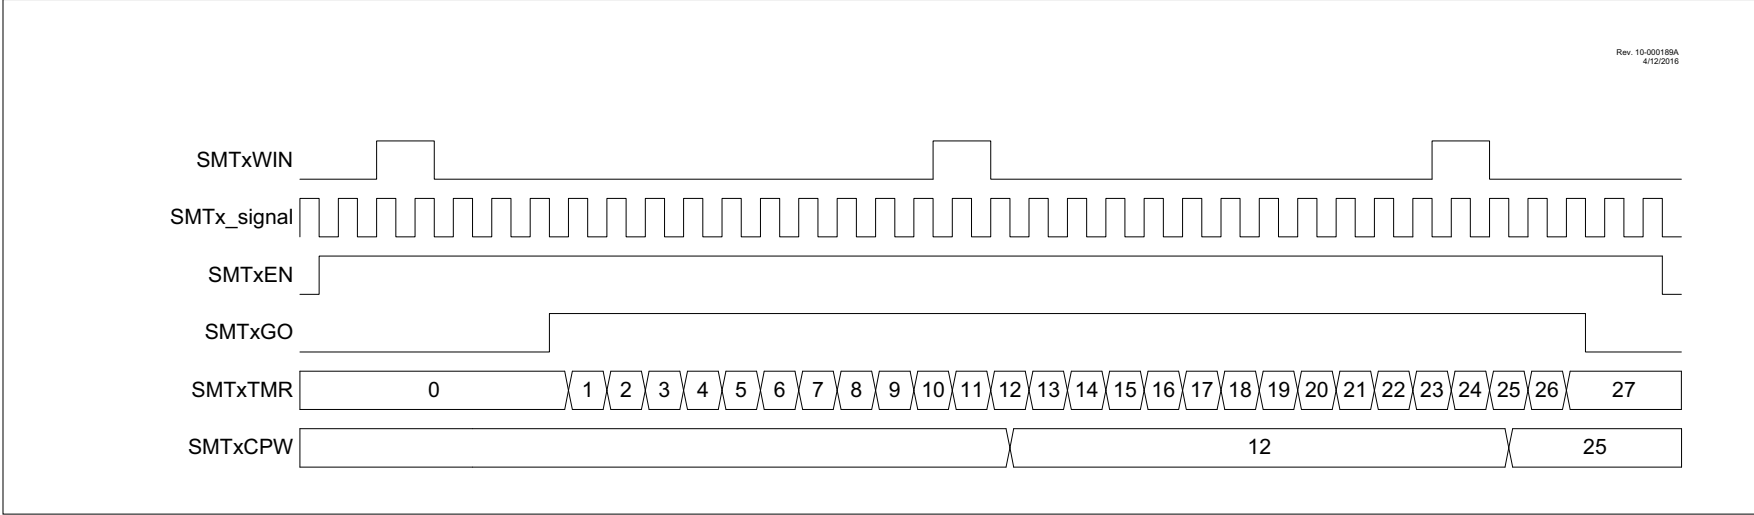 Rev. 10-000189A
4/12/2016
SMTxWIN
SMTx_signal
SMTxEN
SMTxGO
SMTxTMR 0 1 2 3 4 5 6 7 8 9 10 11 12 13 14 15 16 17 18 19 20 21 22 23 24 25 26 27
SMTxCPW 12 25